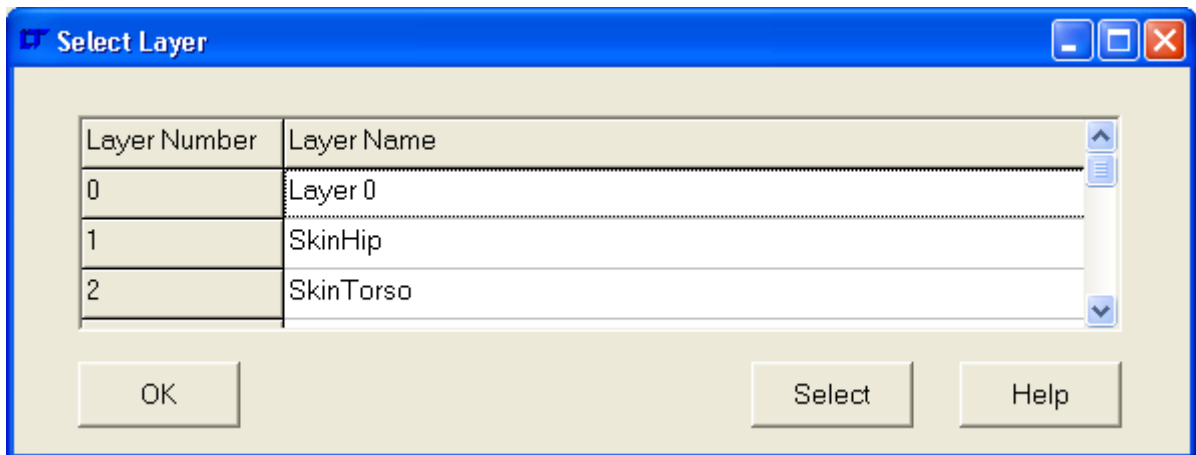 Select Layer
Layer Number Layer Name
0 Layer 0
1 SkinHip
2 SkinTorso
OK Select Help